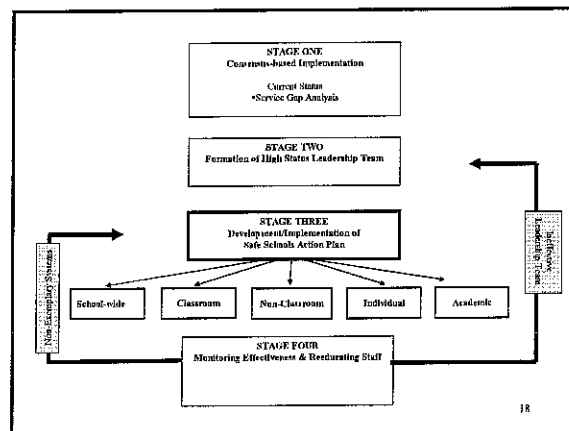 STAGE ONE
Consensus-based Implementation
Current Status
•Service Gap Analysis
STAGE TWO
Formation of High Status Leadership Team
STAGE THREE
Development/Implementation of
Safe Schools Action Plan
Non-Exemplary Systems
Ineffective
Leadership Team
School-wide
Classroom
Non-Classroom
Individual
Academic
STAGE FOUR
Monitoring Effectiveness & Reeducating Staff
18